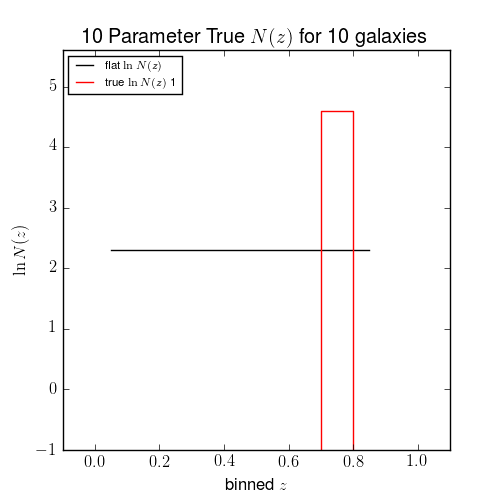 10 Parameter True N(z) for 10 galaxies
flat ln N(z)
true ln N(z) 1
5
4
3
2
1
0
−1
ln N(z)
0.0 0.2 0.4 0.6 0.8 1.0
binned z